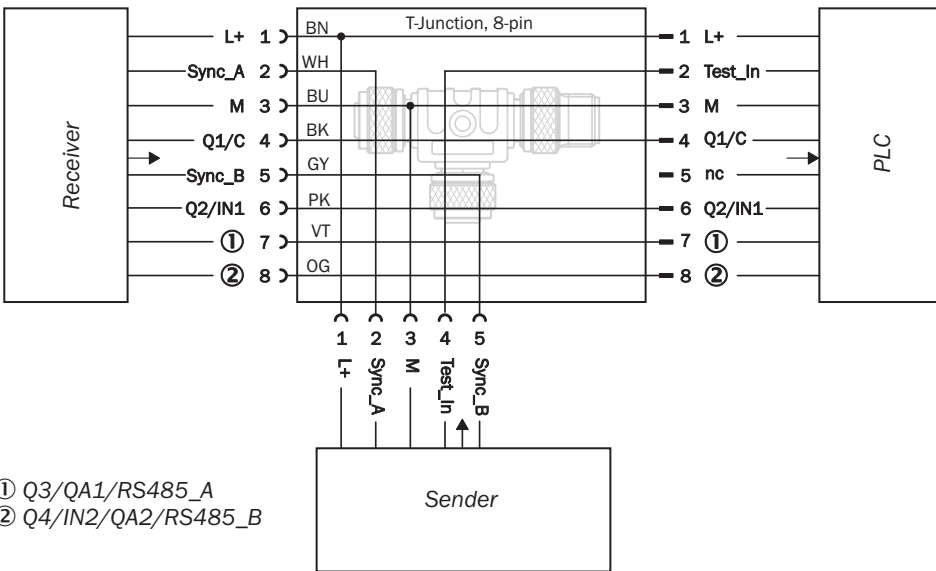 T-Junction, 8-pin
Receiver
L+ 1 BN 1 L+
Sync_A 2 WH 2 Test_In
M 3 BU 3 M
Q1/C 4 BK 4 Q1/C
Sync_B 5 GY 5 nc
Q2/IN1 6 PK 6 Q2/IN1
① 7 VT 7 ①
② 8 OG 8 ②
PLC
1 2 3 4 5
L+ Sync_A M Test_In Sync_B
Sender
① Q3/QA1/RS485_A
② Q4/IN2/QA2/RS485_B